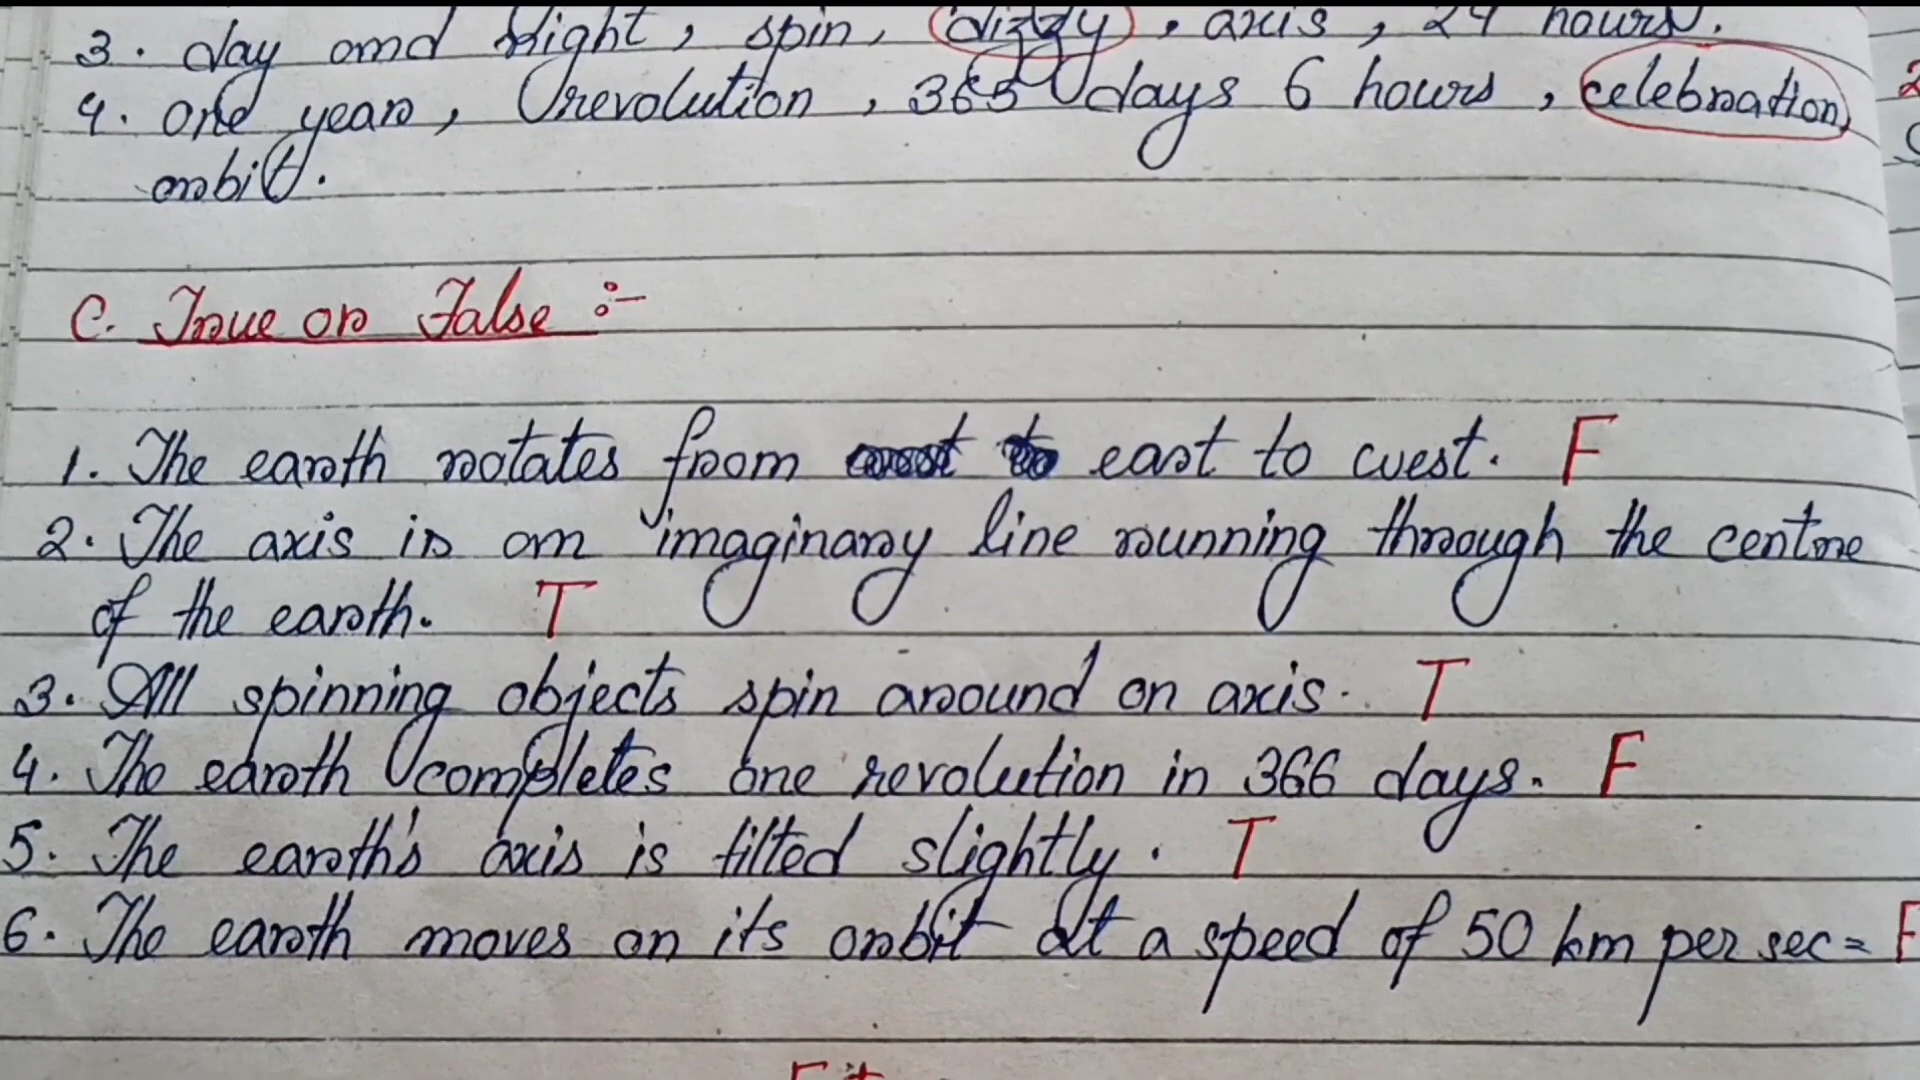 3. day and night, spin, dizzy, axis, 24 hours.
4. one year, revolution, 365 days 6 hours, celebration,
orbit.
C. True or False :-
1. The earth rotates from east to west. F
2. The axis is an imaginary line running through the centre
of the earth. T
3. All spinning objects spin around on axis. T
4. The earth completes one revolution in 366 days. F
5. The earth's axis is tilted slightly. T
6. The earth moves on its orbit at a speed of 50 km per sec= F